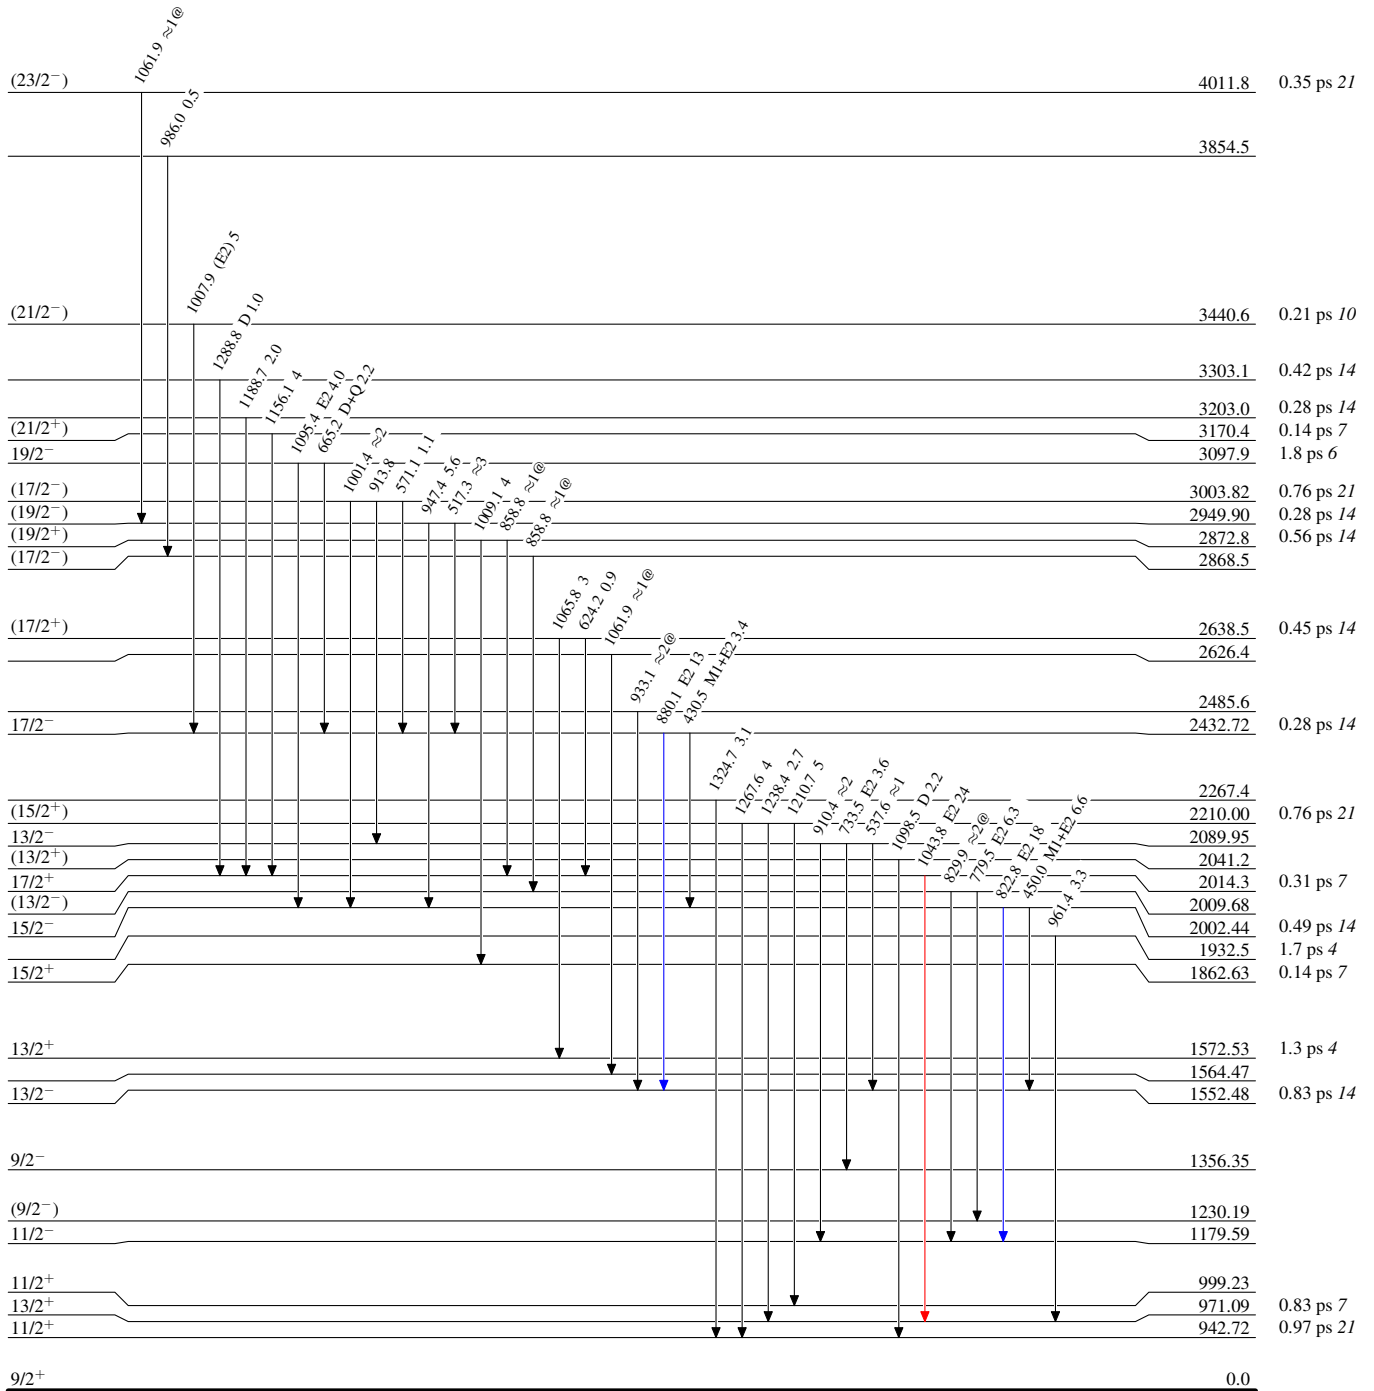 1061.9 ≈1@
986.0 0.5
1007.9 (E2) 5
1288.8 D 1.0
1188.7 2.0
1156.1 4
1095.4 E2 4.0
665.2 D+Q 2.2
1001.4 ≈2
913.8
571.1 1.1
947.4 5.6
517.3 ≈3
1009.1 4
858.8 ≈1@
858.8 ≈1@
1065.8 3
624.2 0.9
1061.9 ≈1@
933.1 ≈2@
880.1 E2 13
430.5 M1+E2 3.4
1324.7 3.1
1267.6 4
1238.4 2.7
1210.7 5
910.4 ≈2
733.5 E2 3.6
537.6 ≈1
1098.5 D 2.2
1043.8 E2 24
829.9 ≈2@
779.5 E2 6.3
822.8 E2 18
450.0 M1+E2 6.6
961.4 3.3
(23/2⁻) 4011.8 0.35 ps 21
3854.5
(21/2⁻) 3440.6 0.21 ps 10
3303.1 0.42 ps 14
3203.0 0.28 ps 14
(21/2⁺) 3170.4 0.14 ps 7
19/2⁻ 3097.9 1.8 ps 6
(17/2⁻) 3003.82 0.76 ps 21
(19/2⁻) 2949.90 0.28 ps 14
(19/2⁺) 2872.8 0.56 ps 14
(17/2⁻) 2868.5
(17/2⁺) 2638.5 0.45 ps 14
2626.4
2485.6
17/2⁻ 2432.72 0.28 ps 14
2267.4
(15/2⁺) 2210.00 0.76 ps 21
13/2⁻ 2089.95
(13/2⁺) 2041.2
17/2⁺ 2014.3 0.31 ps 7
(13/2⁻) 2009.68
15/2⁻ 2002.44 0.49 ps 14
1932.5 1.7 ps 4
15/2⁺ 1862.63 0.14 ps 7
13/2⁺ 1572.53 1.3 ps 4
1564.47
13/2⁻ 1552.48 0.83 ps 14
9/2⁻ 1356.35
(9/2⁻) 1230.19
11/2⁻ 1179.59
11/2⁺ 999.23
13/2⁺ 971.09 0.83 ps 7
11/2⁺ 942.72 0.97 ps 21
9/2⁺ 0.0